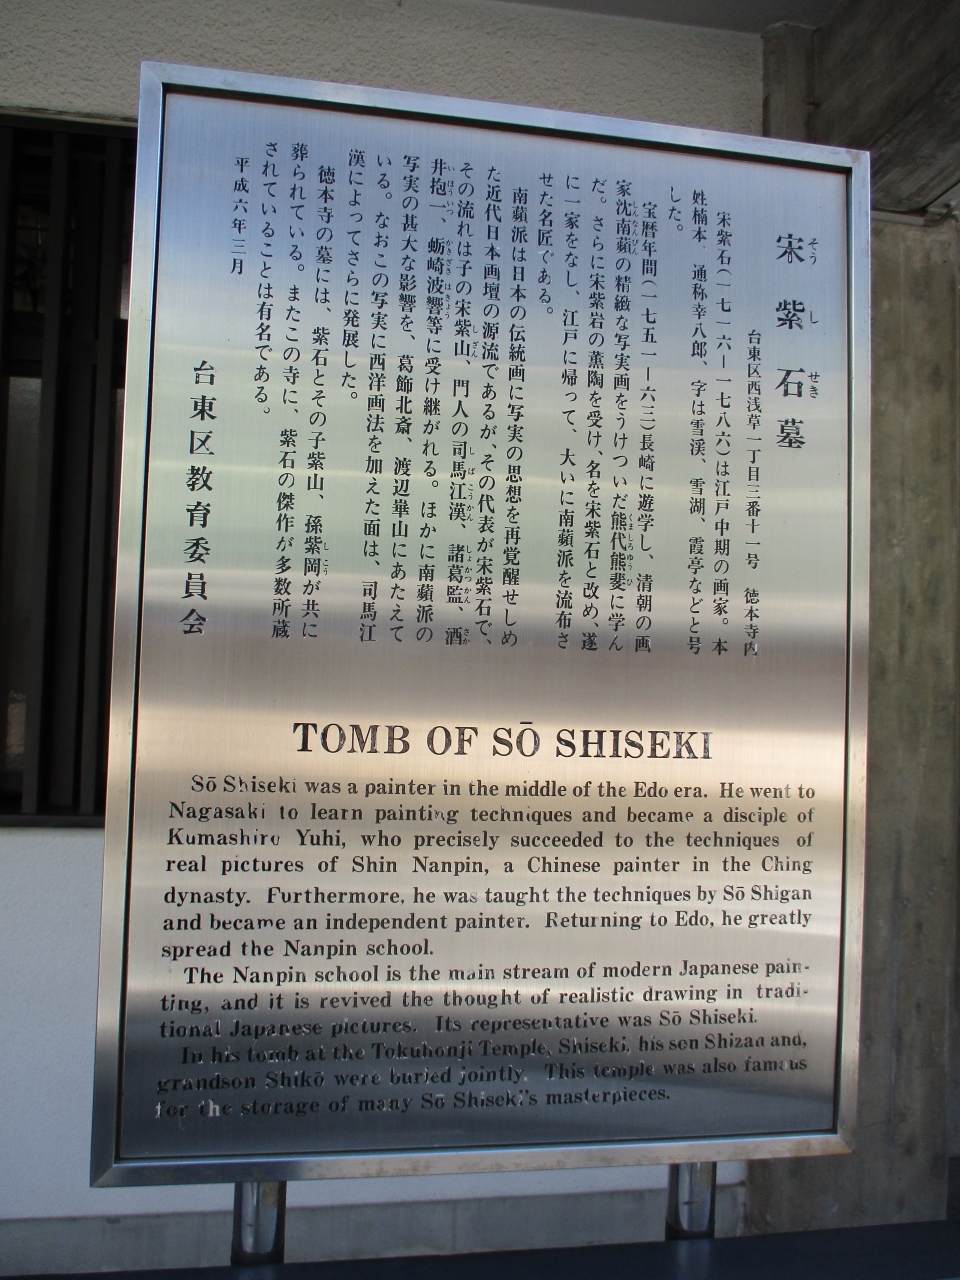 宋紫石墓
そう し せき
台東区西浅草一丁目三番十一号 徳本寺内
宋紫石(一七一六ー一七八六)は江戸中期の画家。本
姓楠本、通称幸八郎、字は雪渓、雪湖、霞亭などと号
した。
宝暦年間(一七五一ー六三)長崎に遊学し、清朝の画
家沈南蘋の精緻な写実画をうけついだ熊代熊斐に学ん
だ。さらに宋紫岩の薫陶を受け、名を宋紫石と改め、遂
に一家をなし、江戸に帰って、大いに南蘋派を流布さ
せた名匠である。
南蘋派は日本の伝統画に写実の思想を再覚醒せしめ
た近代日本画壇の源流であるが、その代表が宋紫石で、
その流れは子の宋紫山、門人の司馬江漢、諸葛監、酒
井抱一、蛎崎波響等に受け継がれる。ほかに南蘋派の
写実の甚大な影響を、葛飾北斎、渡辺崋山にあたえて
いる。なおこの写実に西洋画法を加えた面は、司馬江
漢によってさらに発展した。
徳本寺の墓には、紫石とその子紫山、孫紫岡が共に
葬られている。またこの寺に、紫石の傑作が多数所蔵
されていることは有名である。
平成六年三月
台東区教育委員会
TOMB OF SŌ SHISEKI
Sō Shiseki was a painter in the middle of the Edo era. He went to
Nagasaki to learn painting techniques and became a disciple of
Kumashiro Yuhi, who precisely succeeded to the techniques of
real pictures of Shin Nanpin, a Chinese painter in the Ching
dynasty. Furthermore, he was taught the techniques by Sō Shigan
and became an independent painter. Returning to Edo, he greatly
spread the Nanpin school.
The Nanpin school is the main stream of modern Japanese pain-
ting, and it is revived the thought of realistic drawing in tradi-
tional Japanese pictures. Its representative was Sō Shiseki.
In his tomb at the Tokuhonji Temple, Shiseki, his son Shizan and,
grandson Shikō were buried jointly. This temple was also famous
for the storage of many Sō Shiseki's masterpieces.